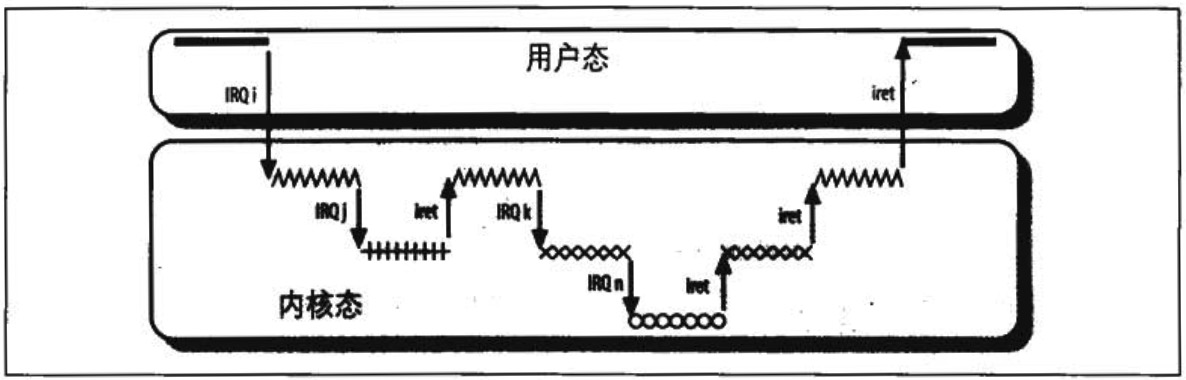 用户态
IRQ i
iret
IRQ j
iret
IRQ k
iret
IRQ n
iret
内核态